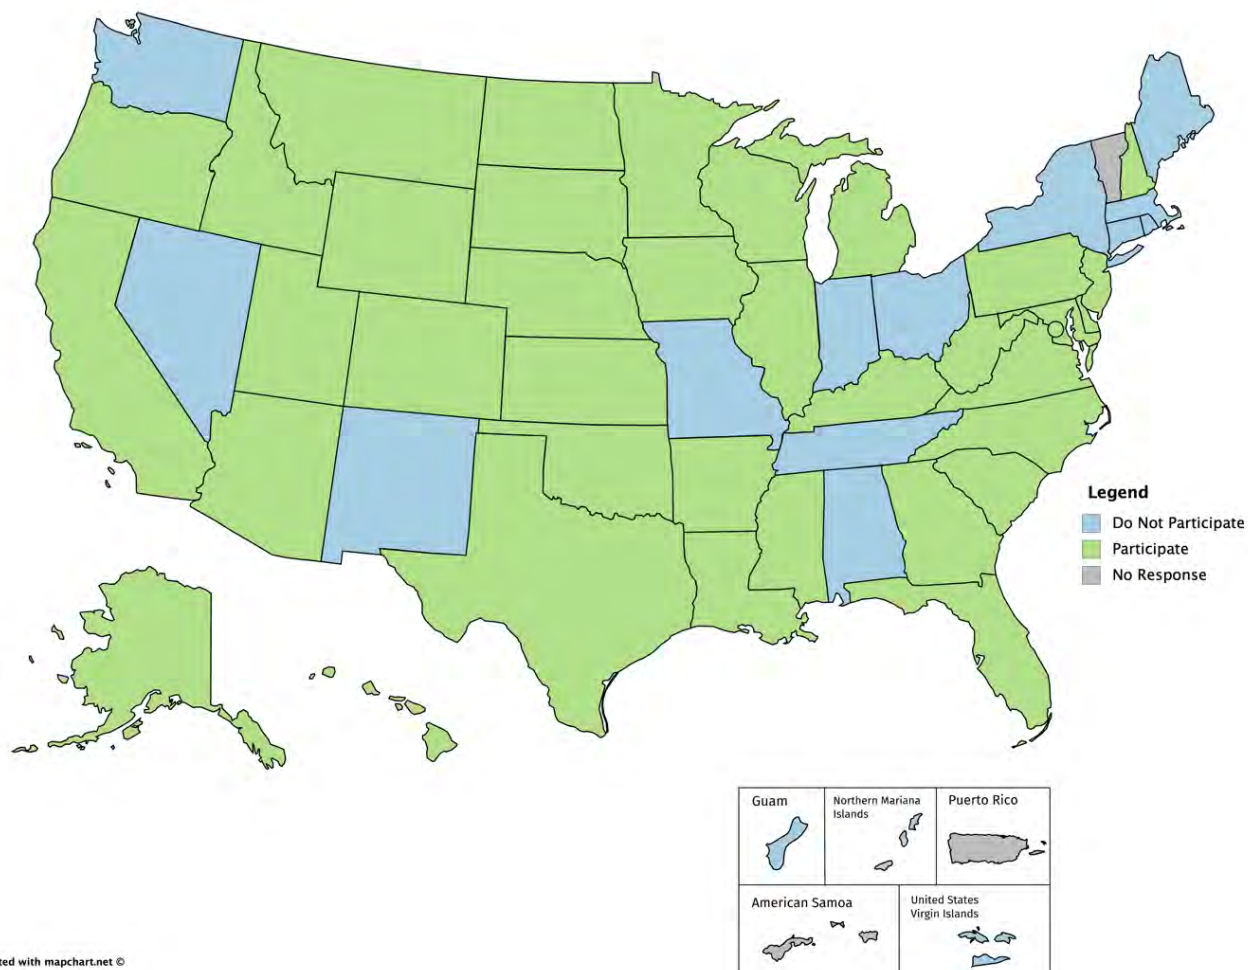 Legend
Do Not Participate
Participate
No Response
Guam
Northern Mariana
Islands
Puerto Rico
American Samoa
United States
Virgin Islands
ted with mapchart.net ©